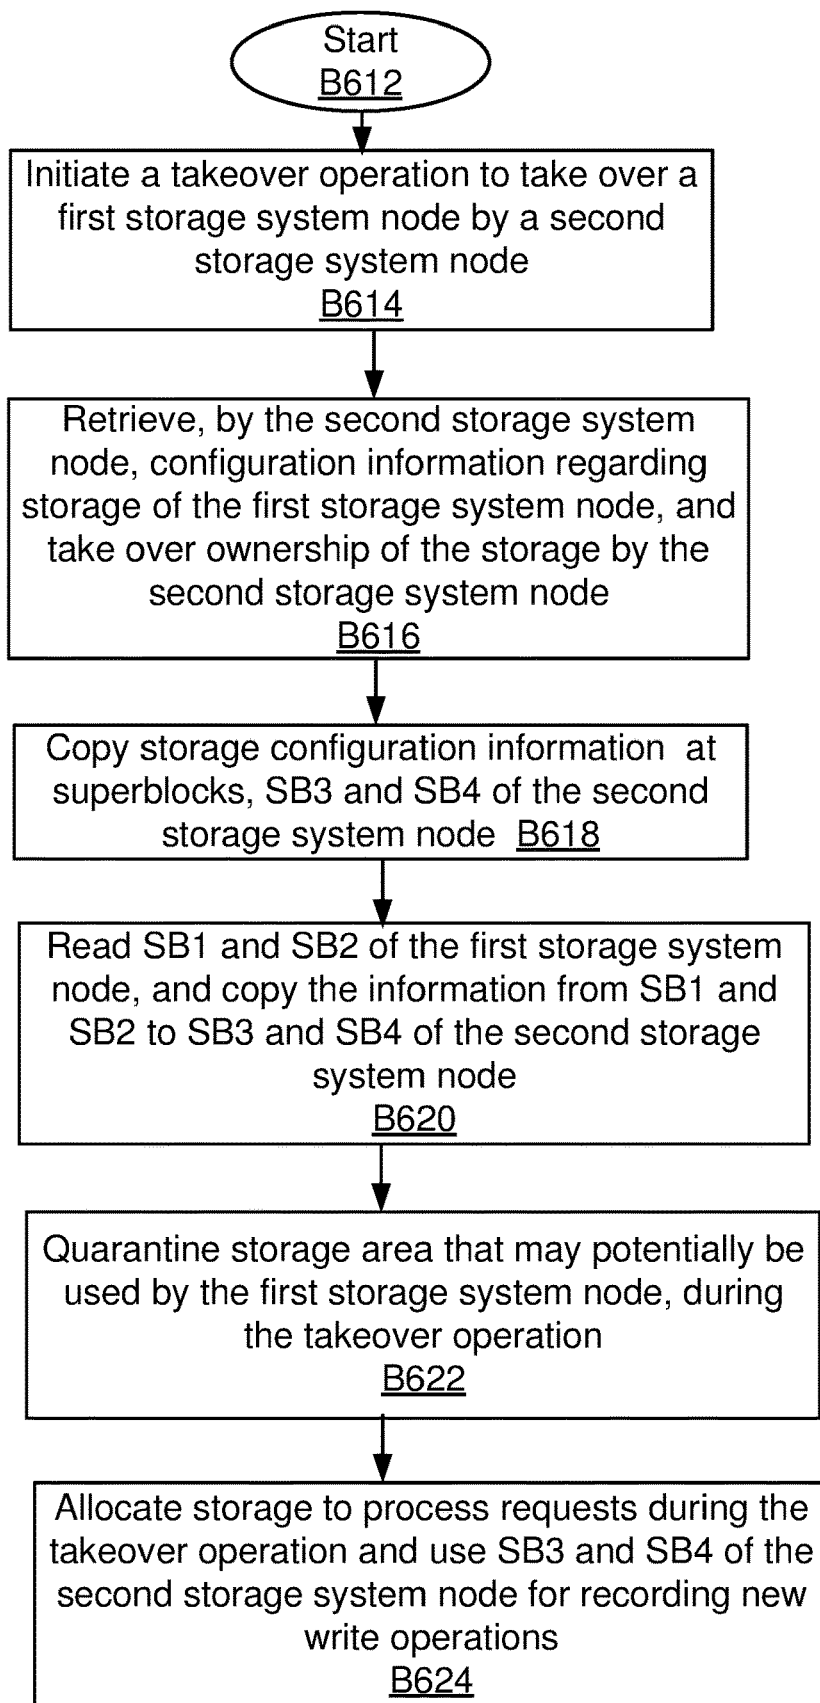 Start
B612
Initiate a takeover operation to take over a
first storage system node by a second
storage system node
B614
Retrieve, by the second storage system
node, configuration information regarding
storage of the first storage system node, and
take over ownership of the storage by the
second storage system node
B616
Copy storage configuration information  at
superblocks, SB3 and SB4 of the second
storage system node  B618
Read SB1 and SB2 of the first storage system
node, and copy the information from SB1 and
SB2 to SB3 and SB4 of the second storage
system node
B620
Quarantine storage area that may potentially be
used by the first storage system node, during
the takeover operation
B622
Allocate storage to process requests during the
takeover operation and use SB3 and SB4 of the
second storage system node for recording new
write operations
B624